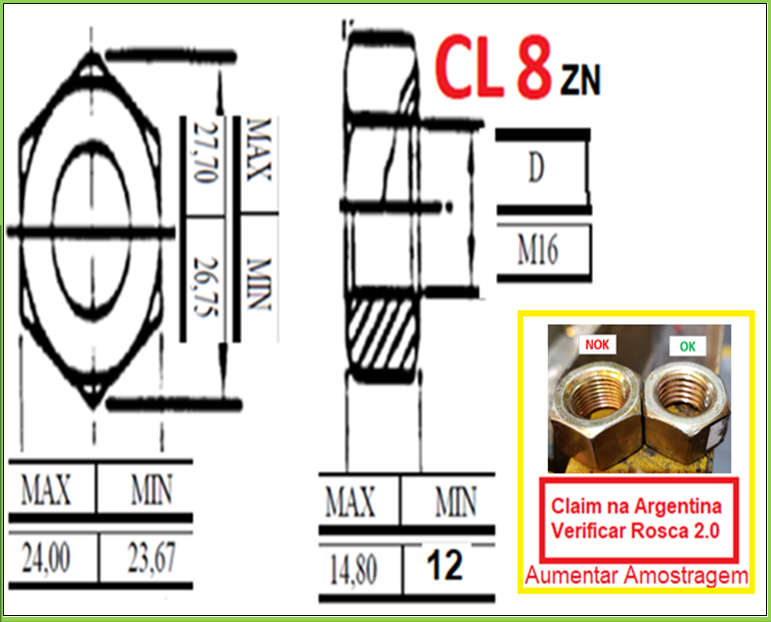 CL 8 ZN
MAX
27,70
MIN
26,75
D
M16
NOK
OK
MAX MIN
24,00 23,67
MAX MIN
14,80 12
Claim na Argentina
Verificar Rosca 2.0
Aumentar Amostragem